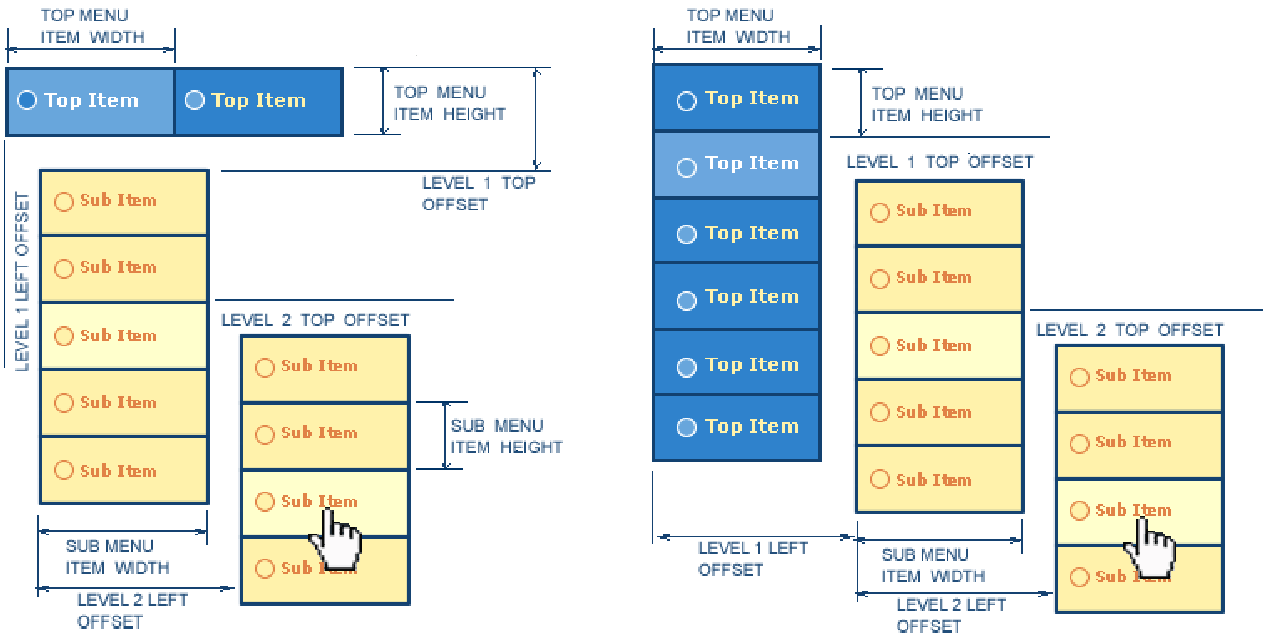 TOP MENU
ITEM WIDTH
Top Item
Top Item
TOP MENU
ITEM HEIGHT
LEVEL 1 TOP
OFFSET
LEVEL 1 LEFT OFFSET
Sub Item
Sub Item
Sub Item
Sub Item
Sub Item
LEVEL 2 TOP OFFSET
Sub Item
Sub Item
Sub Item
Sub
SUB MENU
ITEM HEIGHT
SUB MENU
ITEM WIDTH
LEVEL 2 LEFT
OFFSET
TOP MENU
ITEM WIDTH
Top Item
Top Item
Top Item
Top Item
Top Item
Top Item
TOP MENU
ITEM HEIGHT
LEVEL 1 TOP OFFSET
Sub Item
Sub Item
Sub Item
Sub Item
Sub Item
LEVEL 2 TOP OFFSET
Sub Item
Sub Item
Sub Item
Sub
LEVEL 1 LEFT
OFFSET
SUB MENU
ITEM WIDTH
LEVEL 2 LEFT
OFFSET